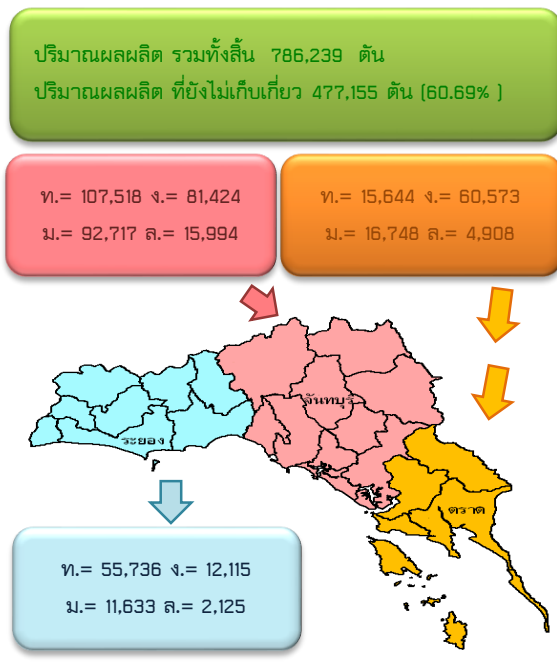 ปริมาณผลผลิต รวมทั้งสิ้น 786,239 ตัน
ปริมาณผลผลิต ที่ยังไม่เก็บเกี่ยว 477,155 ตัน (60.69% )
ท.= 107,518 ง.= 81,424
ม.= 92,717 ล.= 15,994
ท.= 15,644 ง.= 60,573
ม.= 16,748 ล.= 4,908
จันทบุรี
ระยอง
ตราด
ท.= 55,736 ง.= 12,115
ม.= 11,633 ล.= 2,125